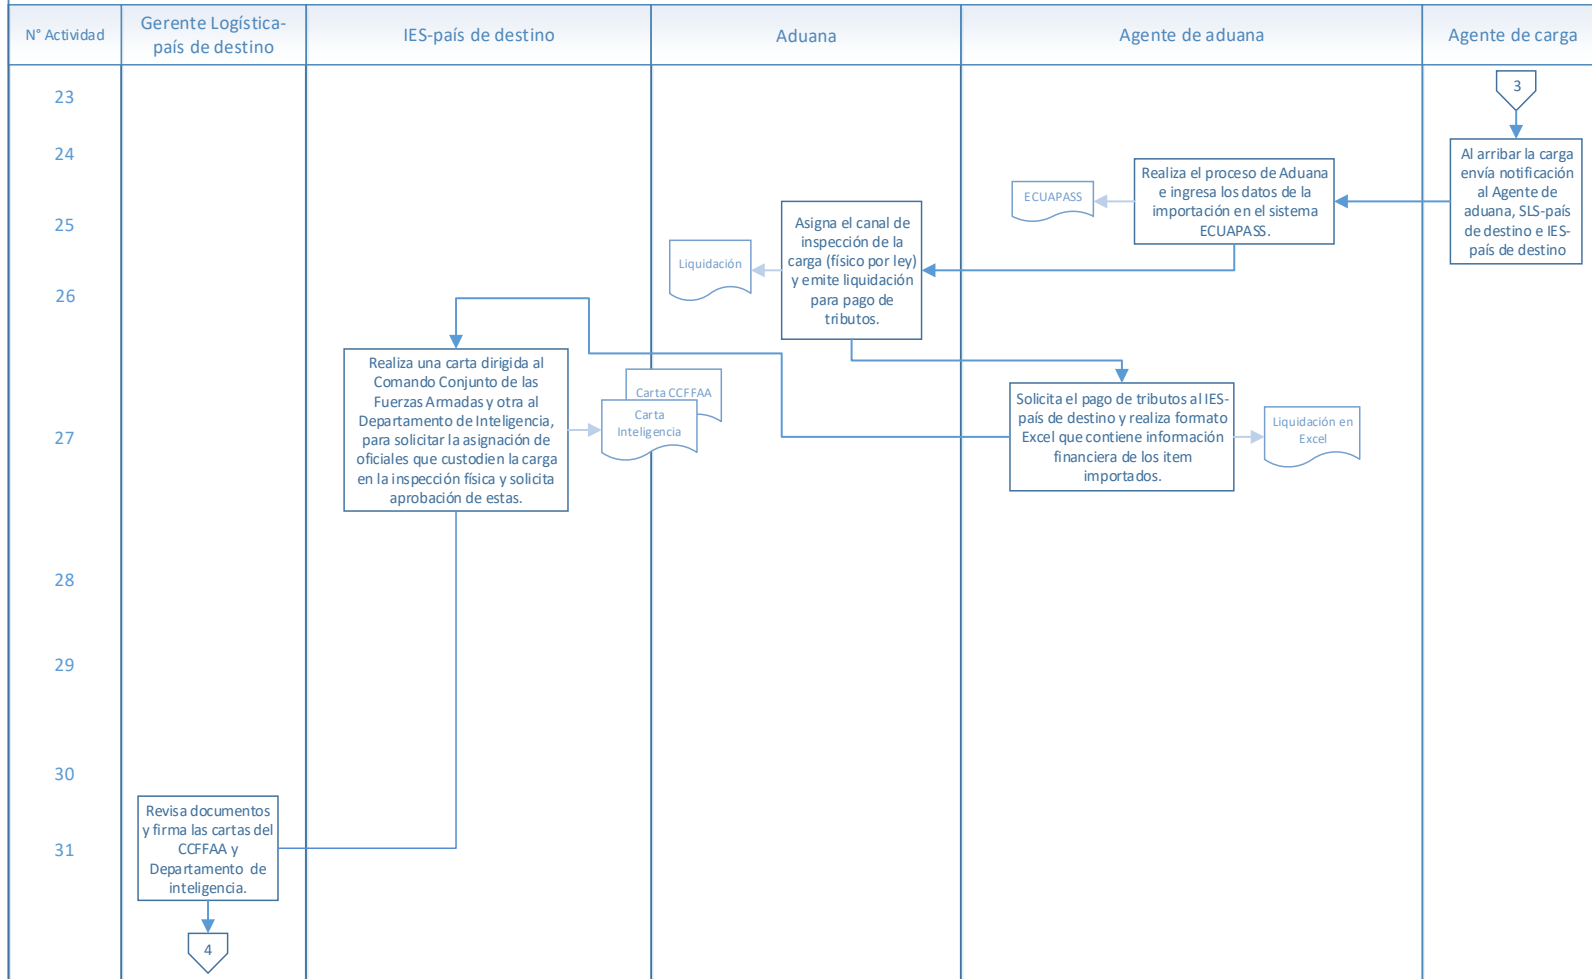 N° Actividad
Gerente Logística-
país de destino
IES-país de destino
Aduana
Agente de aduana
Agente de carga
23
24
25
26
27
28
29
30
31
3
Al arribar la carga
envía notificación
al Agente de
aduana, SLS-país
de destino e IES-
país de destino
Realiza el proceso de Aduana
e ingresa los datos de la
importación en el sistema
ECUAPASS.
ECUAPASS
Asigna el canal de
inspección de la
carga (físico por ley)
y emite liquidación
para pago de
tributos.
Liquidación
Solicita el pago de tributos al IES-
país de destino y realiza formato
Excel que contiene información
financiera de los item
importados.
Liquidación en
Excel
Realiza una carta dirigida al
Comando Conjunto de las
Fuerzas Armadas y otra al
Departamento de Inteligencia,
para solicitar la asignación de
oficiales que custodien la carga
en la inspección física y solicita
aprobación de estas.
Carta CCFFAA
Carta
Inteligencia
Revisa documentos
y firma las cartas del
CCFFAA y
Departamento de
inteligencia.
4